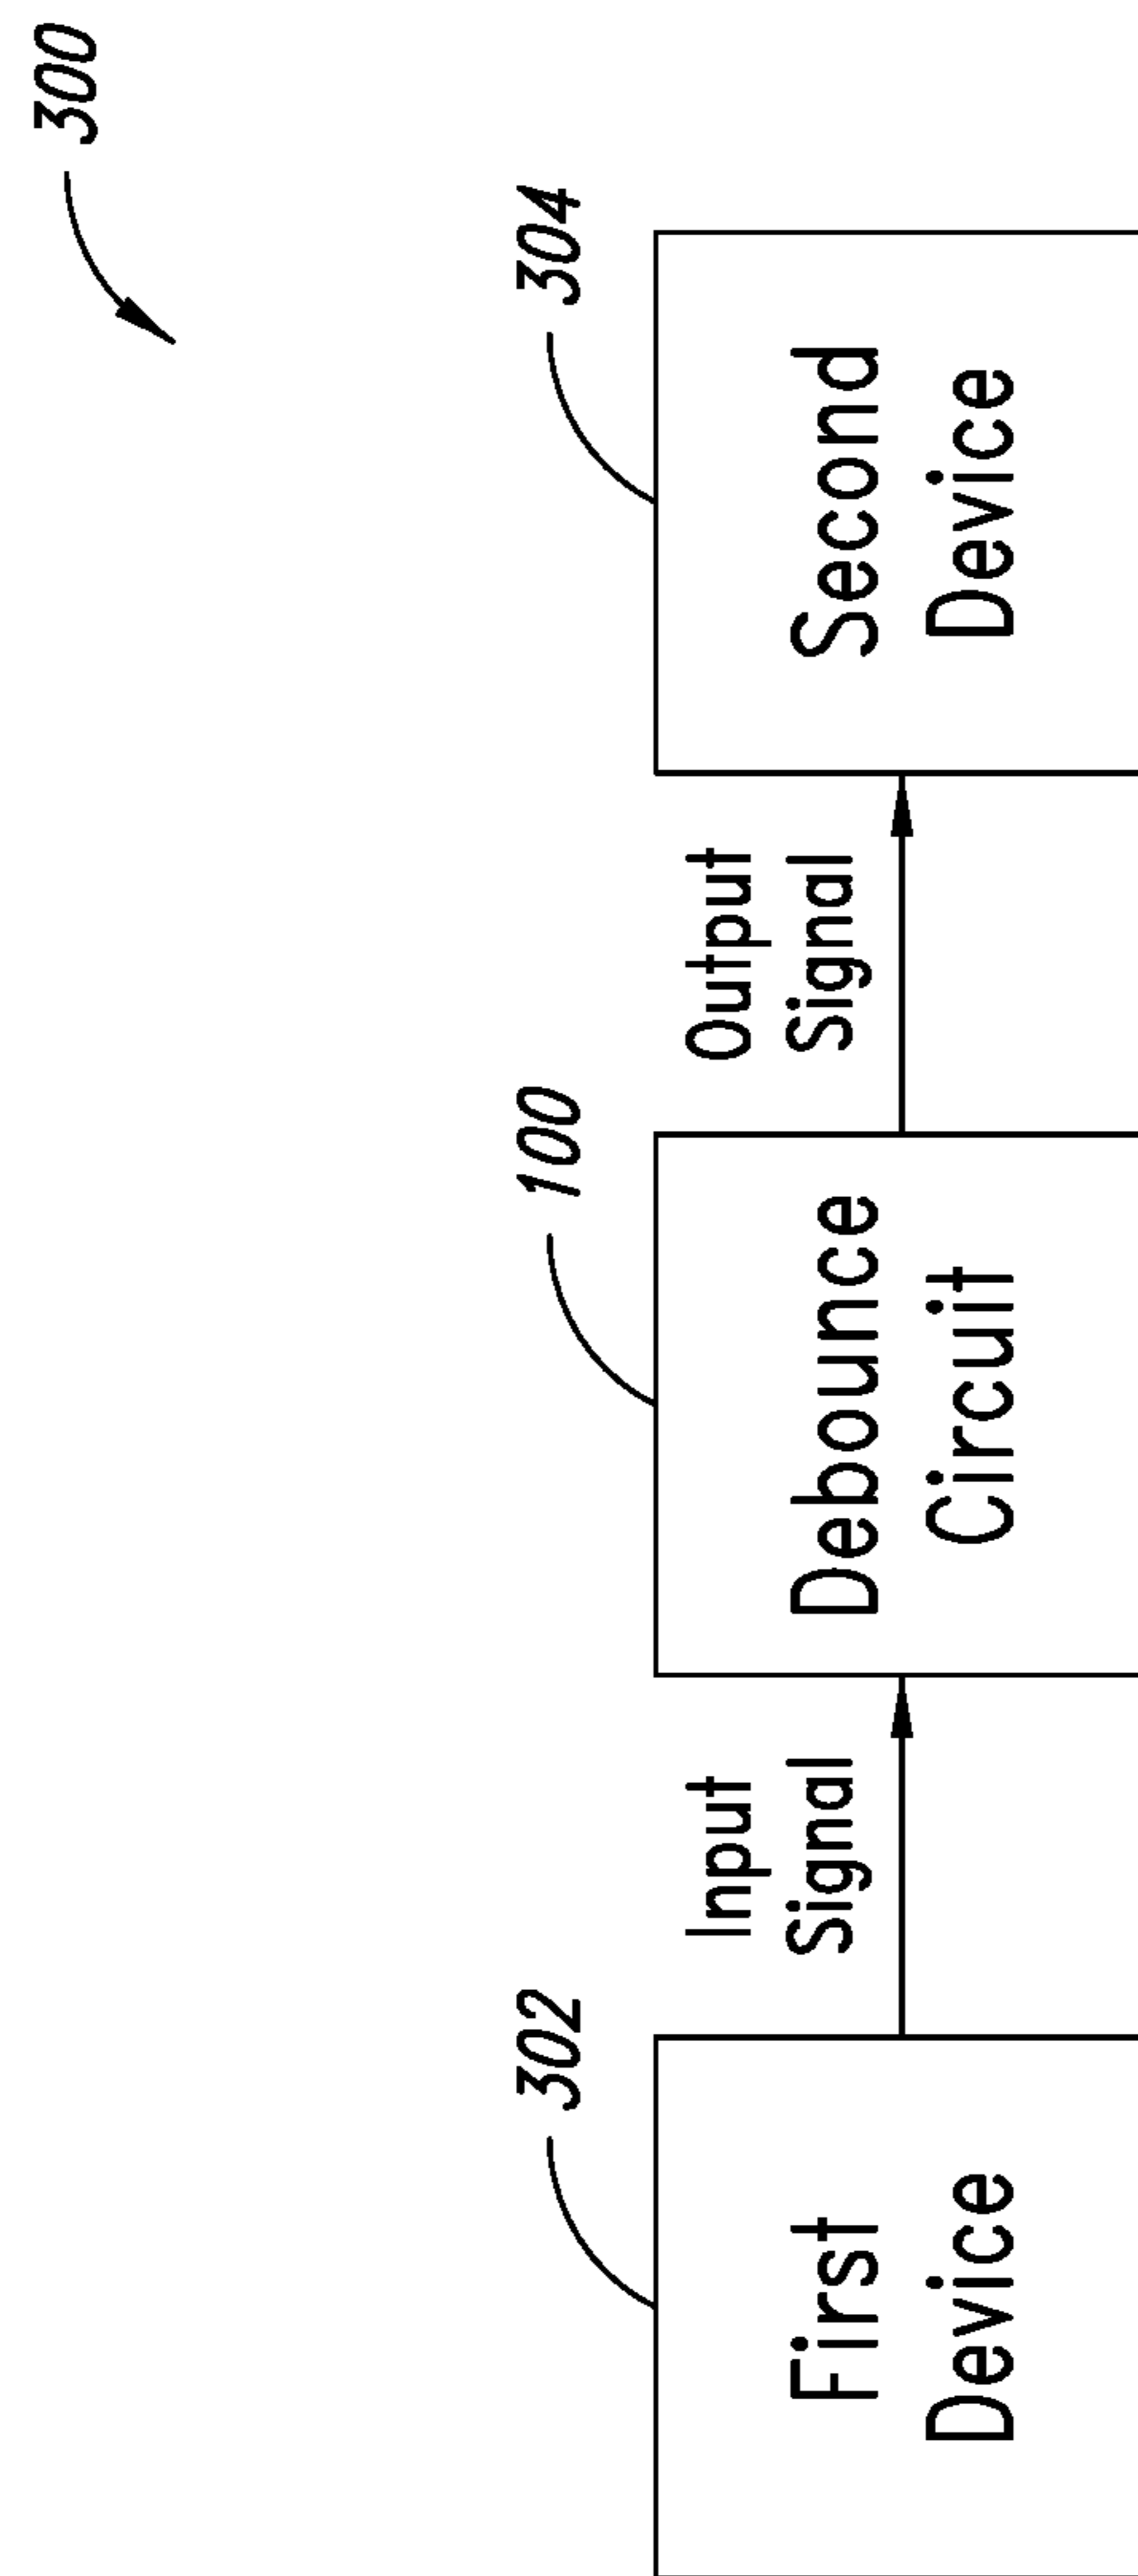 300
302
First
Device
Input
Signal
100
Debounce
Circuit
Output
Signal
304
Second
Device